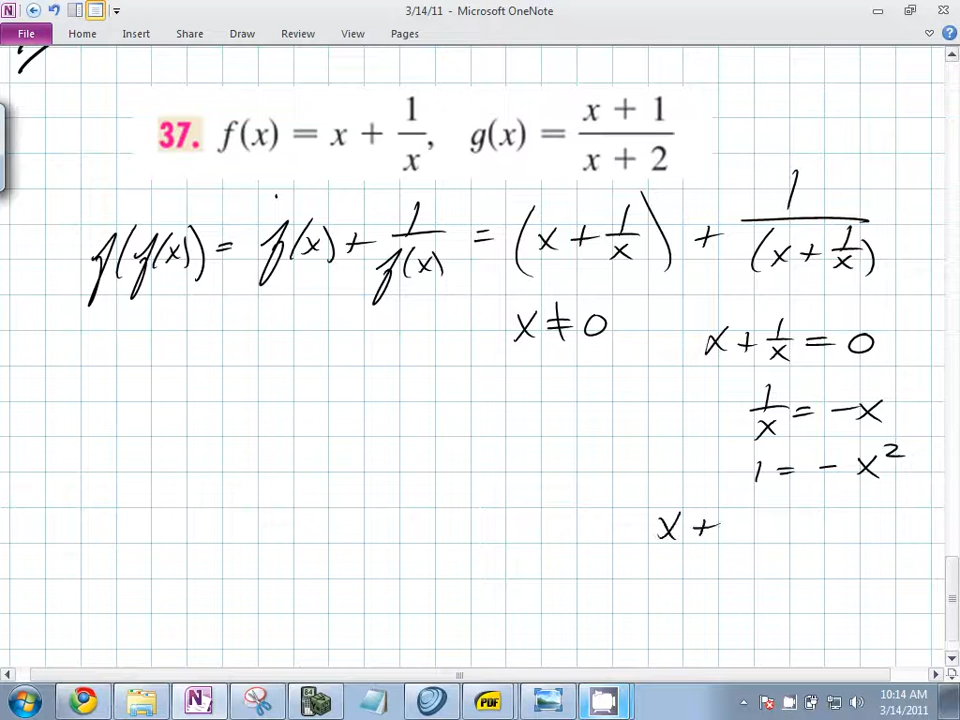 3/14/11 - Microsoft OneNote
File Home Insert Share Draw Review View Pages
37. f(x) = x + 1/x, g(x) = (x + 1)/(x + 2)
f(f(x)) = f(x) + 1/f(x) = (x + 1/x) + 1/(x + 1/x)
x ≠ 0 x + 1/x = 0
1/x = -x
1 = - x²
x +
PDF
10:14 AM
3/14/2011